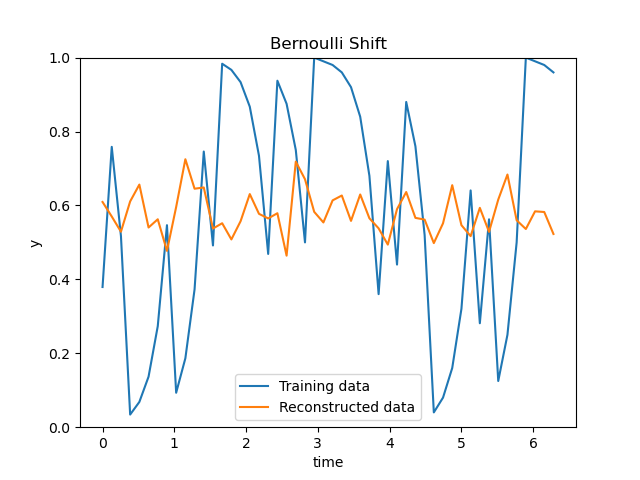 Bernoulli Shift
1.0
0.8
0.6
0.4
0.2
0.0
y
Training data
Reconstructed data
0 1 2 3 4 5 6
time